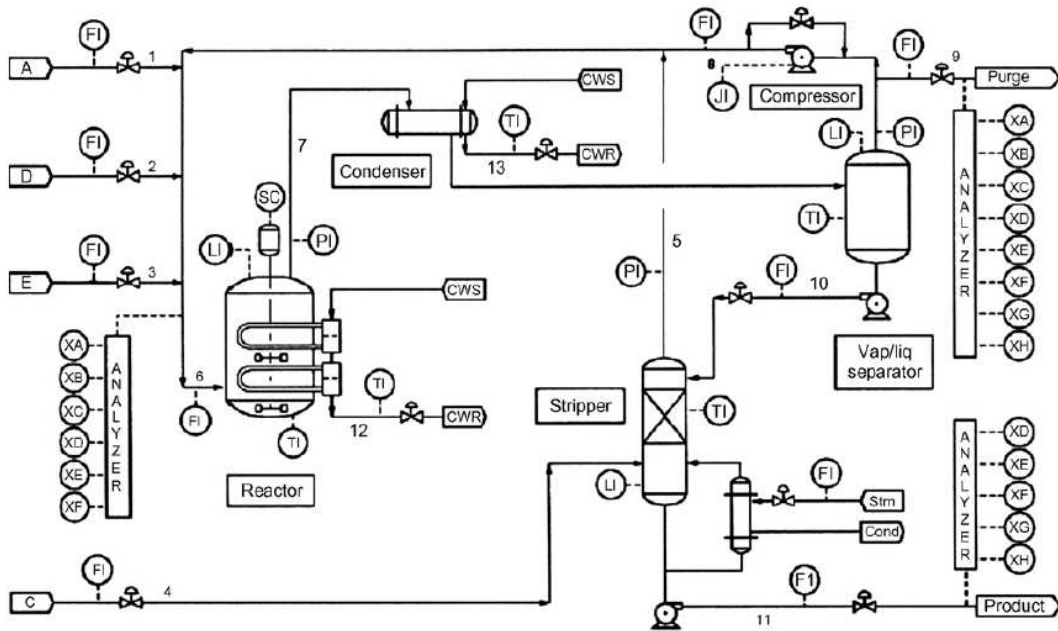 FI
FI
FI
9
A
1
8
Purge
JI
Compressor
CWS
XA
LI
PI
FI
7
TI
XB
13
CWR
D
2
Condenser
XC
SC
TI
XD
5
LI
PI
XE
FI
PI
FI
E
3
CWS
10
XF
XG
XA
XH
ANALYZER
ANALYZER
Vap/liq
separator
XB
6
TI
XC
FI
Stripper
TI
XD
12
CWR
XD
TI
XE
XE
Reactor
LI
FI
XF
XF
Stm
ANALYZER
XG
Cond
XH
FI
F1
C
4
11
Product